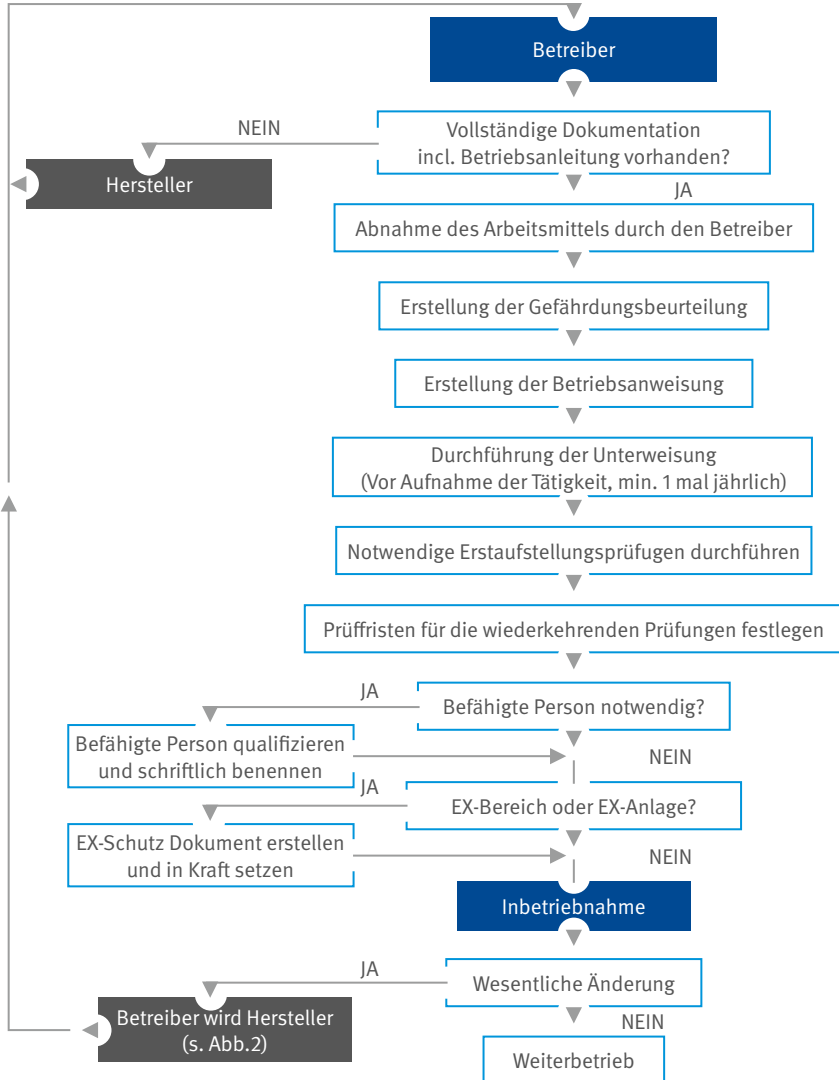 Betreiber
NEIN
Vollständige Dokumentation
incl. Betriebsanleitung vorhanden?
Hersteller
JA
Abnahme des Arbeitsmittels durch den Betreiber
Erstellung der Gefährdungsbeurteilung
Erstellung der Betriebsanweisung
Durchführung der Unterweisung
(Vor Aufnahme der Tätigkeit, min. 1 mal jährlich)
Notwendige Erstaufstellungsprüfugen durchführen
Prüffristen für die wiederkehrenden Prüfungen festlegen
JA
Befähigte Person notwendig?
Befähigte Person qualifizieren
und schriftlich benennen
NEIN
JA
EX-Bereich oder EX-Anlage?
EX-Schutz Dokument erstellen
und in Kraft setzen
NEIN
Inbetriebnahme
JA
Wesentliche Änderung
Betreiber wird Hersteller
(s. Abb.2)
NEIN
Weiterbetrieb